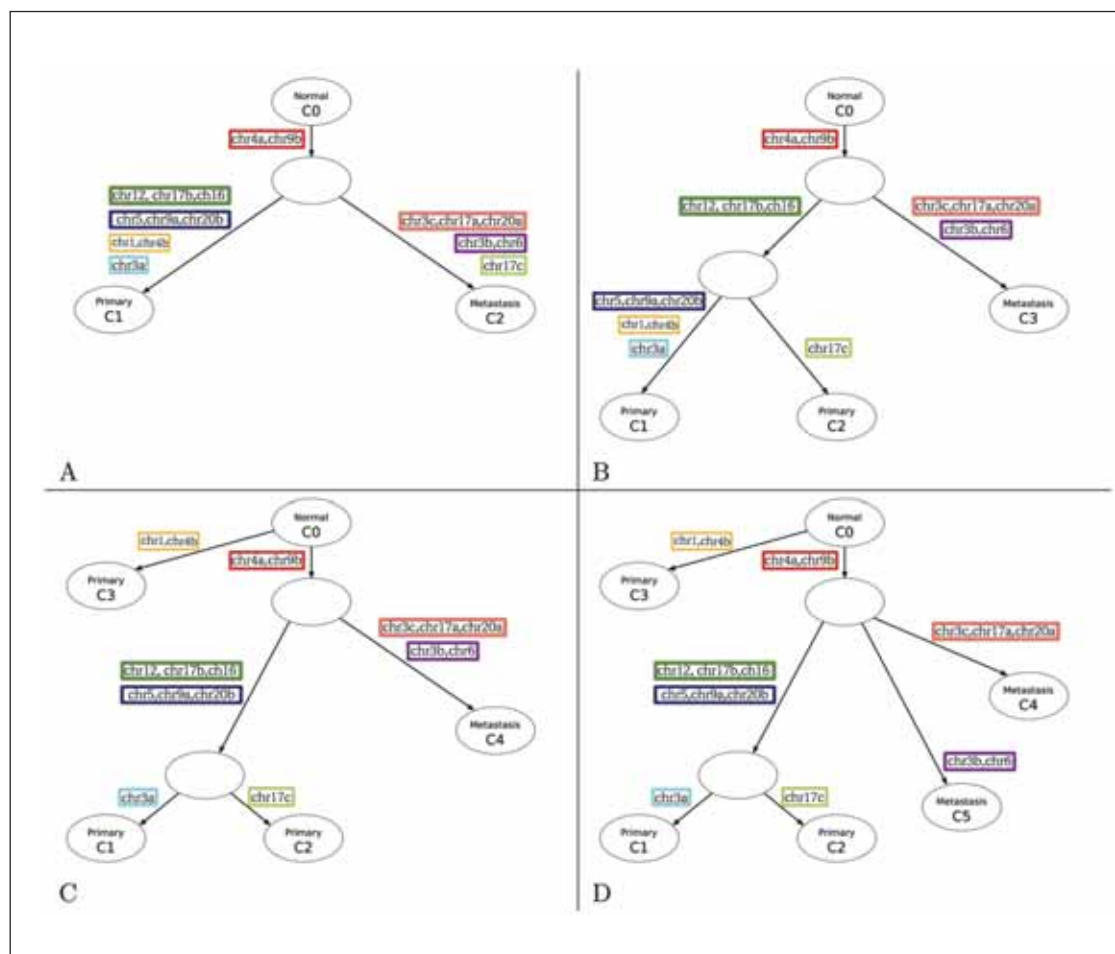 Normal
C0
chr4a,chr9b
chr12, chr17b,ch16
chr5,chr9a,chr20b
chr1,chr4b
chr3a
chr3c,chr17a,chr20a
chr3b,chr6
chr17c
Primary
C1
Metastasis
C2
A
Normal
C0
chr4a,chr9b
chr12, chr17b,ch16
chr3c,chr17a,chr20a
chr3b,chr6
chr5,chr9a,chr20b
chr1,chr4b
chr3a
chr17c
Metastasis
C3
Primary
C1
Primary
C2
B
Normal
C0
chr1,chr4b
chr4a,chr9b
Primary
C3
chr3c,chr17a,chr20a
chr3b,chr6
chr12, chr17b,ch16
chr5,chr9a,chr20b
Metastasis
C4
chr3a
chr17c
Primary
C1
Primary
C2
C
Normal
C0
chr1,chr4b
chr4a,chr9b
Primary
C3
chr3c,chr17a,chr20a
chr12, chr17b,ch16
chr5,chr9a,chr20b
Metastasis
C4
chr3b,chr6
chr3a
chr17c
Metastasis
C5
Primary
C1
Primary
C2
D